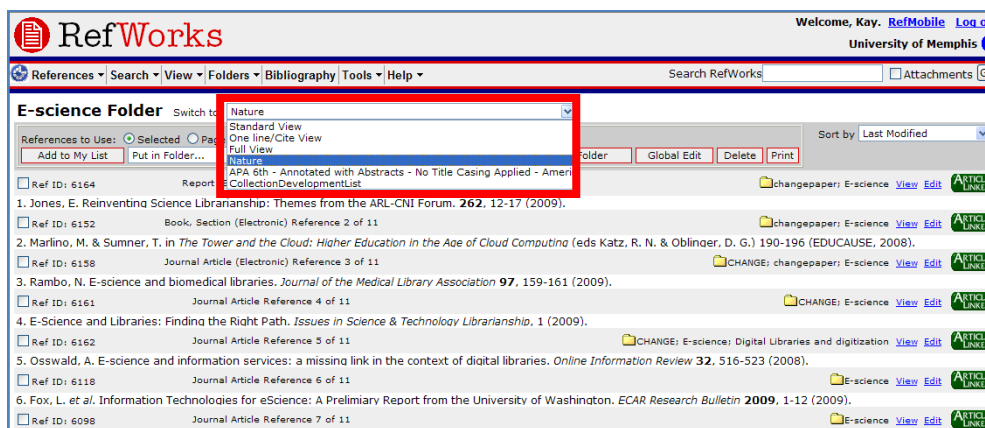 Welcome, Kay. RefMobile Log
RefWorks
University of Memphis
References Search View Folders Bibliography Tools Help Search RefWorks Attachments
E-science Folder Switch to Nature
Standard View
One line/Cite View
Full View
Nature
APA 6th - Annotated with Abstracts - No Title Casing Applied - Ameri
CollectionDevelopmentList
References to Use: Selected Pag Sort by Last Modified
Add to My List Put in Folder... Folder Global Edit Delete Print
Ref ID: 6164 Report changepaper; E-science View Edit
1. Jones, E. Reinventing Science Librarianship: Themes from the ARL-CNI Forum. 262, 12-17 (2009).
Ref ID: 6152 Book, Section (Electronic) Reference 2 of 11 changepaper; E-science View Edit
2. Marlino, M. & Sumner, T. in The Tower and the Cloud: Higher Education in the Age of Cloud Computing (eds Katz, R. N. & Oblinger, D. G.) 190-196 (EDUCAUSE, 2008).
Ref ID: 6158 Journal Article (Electronic) Reference 3 of 11 CHANGE; changepaper; E-science View Edit
3. Rambo, N. E-science and biomedical libraries. Journal of the Medical Library Association 97, 159-161 (2009).
Ref ID: 6161 Journal Article Reference 4 of 11 CHANGE; E-science View Edit
4. E-Science and Libraries: Finding the Right Path. Issues in Science & Technology Librarianship, 1 (2009).
Ref ID: 6162 Journal Article Reference 5 of 11 CHANGE; E-science; Digital Libraries and digitization View Edit
5. Osswald, A. E-science and information services: a missing link in the context of digital libraries. Online Information Review 32, 516-523 (2008).
Ref ID: 6118 Journal Article Reference 6 of 11 E-science View Edit
6. Fox, L. et al. Information Technologies for eScience: A Prelimiary Report from the University of Washington. ECAR Research Bulletin 2009, 1-12 (2009).
Ref ID: 6098 Journal Article Reference 7 of 11 E-science View Edit